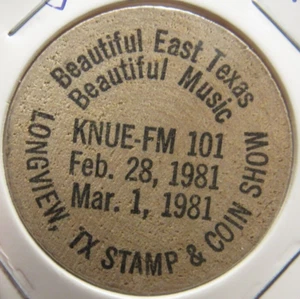 Beautiful East Texas
Beautiful Music
KNUE-FM 101
Feb. 28, 1981
Mar. 1, 1981
LONGVIEW, TX STAMP & COIN SHOW